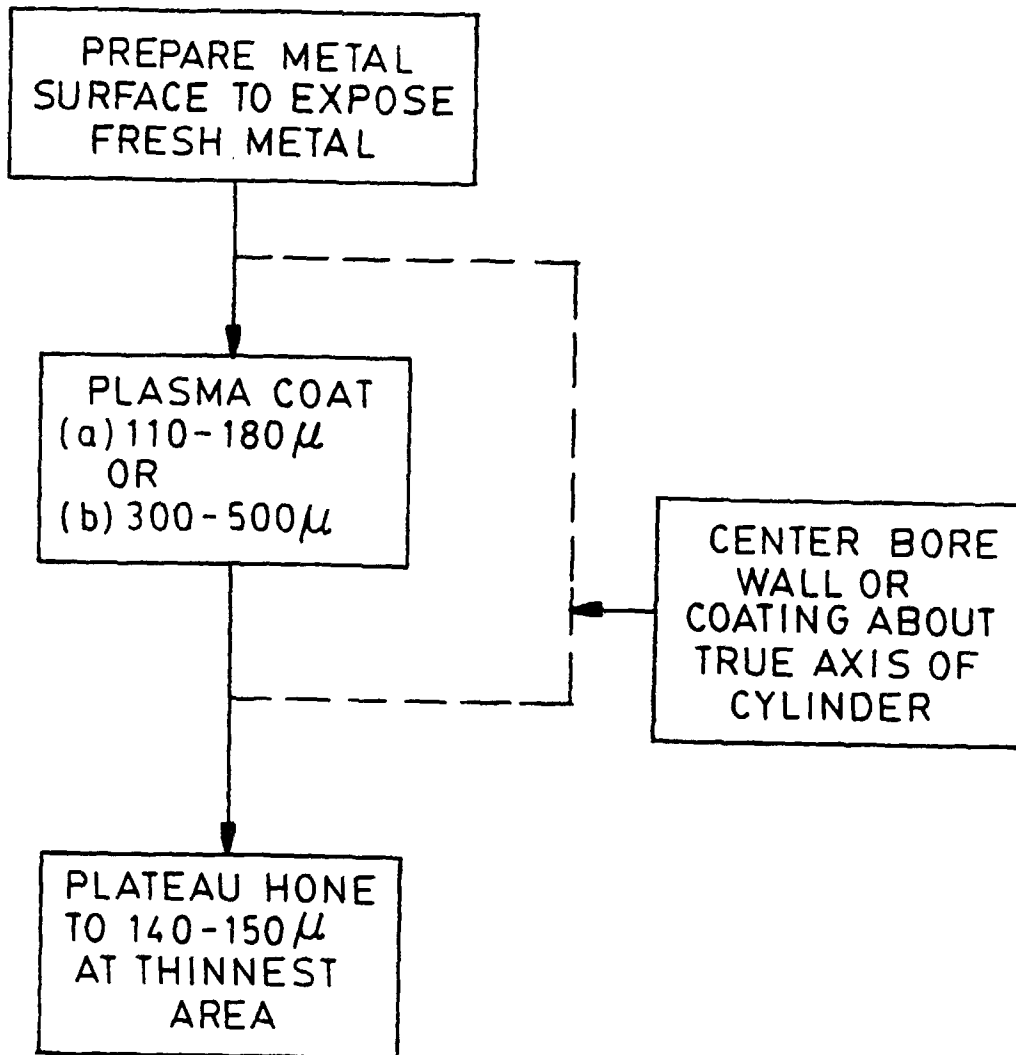 PREPARE METAL
SURFACE TO EXPOSE
FRESH METAL
PLASMA COAT
(a) 110-180μ
OR
(b) 300-500μ
CENTER BORE
WALL OR
COATING ABOUT
TRUE AXIS OF
CYLINDER
PLATEAU HONE
TO 140-150μ
AT THINNEST
AREA